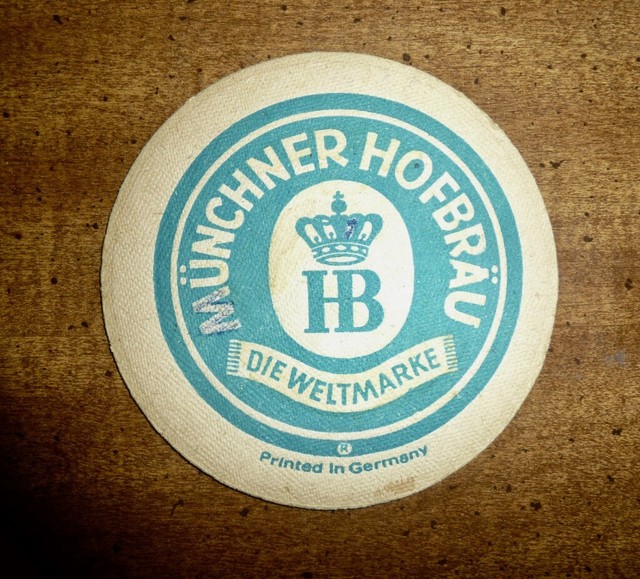 MÜNCHNER HOFBRÄU
HB
DIE WELTMARKE
®
Printed in Germany